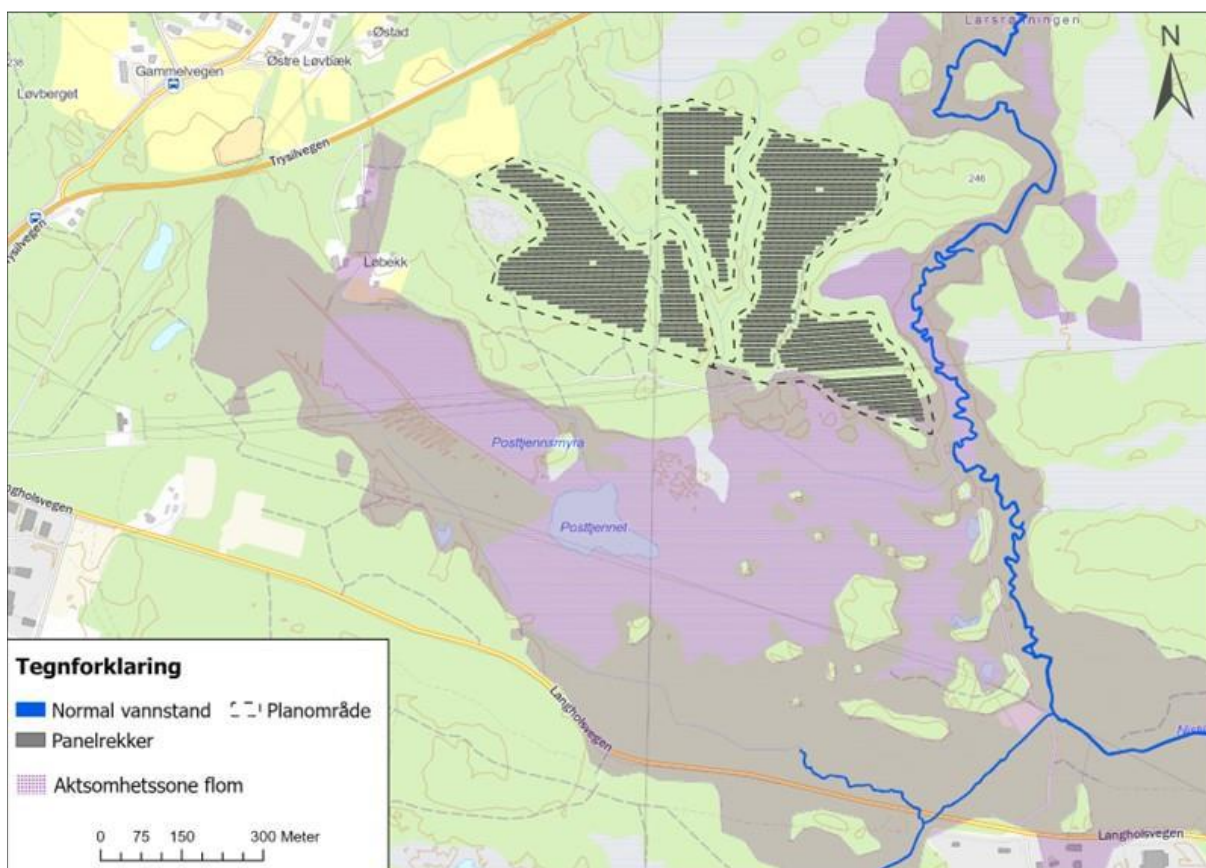 Larsrønningen
N
Østad
Østre Løvbæk
Gammelvegen
238
Løvberget
Trysilvegen
246
Trysilvegen
Løbekk
Posttjennsmyra
Posttjennet
Langholsvegen
Langholsvegen
Langholsvegen
Tegnforklaring
Normal vannstand
Planområde
Panelrekker
Aktsomhetssone flom
0 75 150 300 Meter